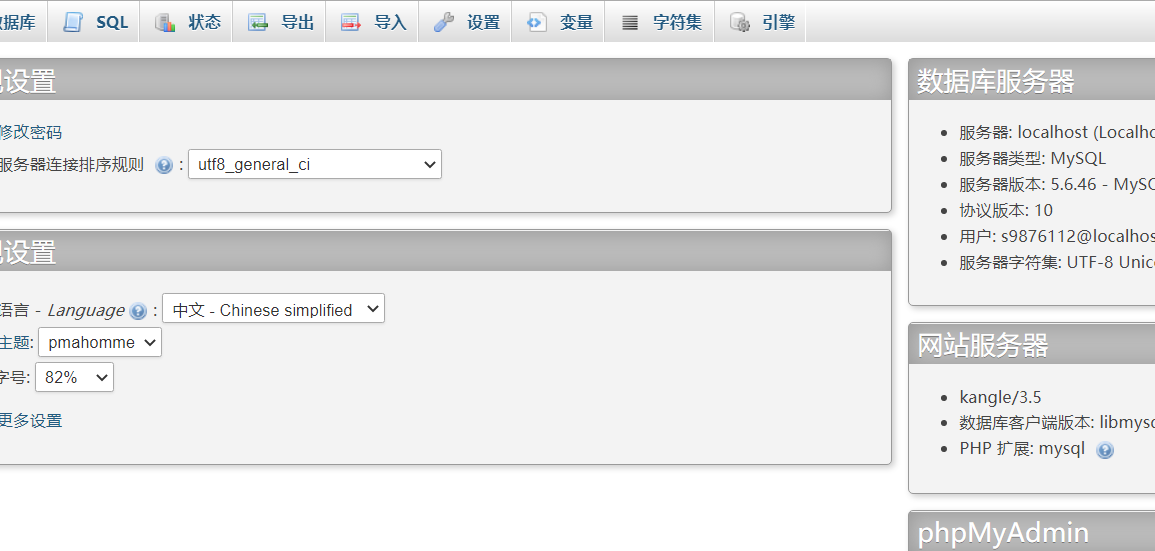 据库 SQL 状态 导出 导入 设置 变量 字符集 引擎
设置
修改密码
服务器连接排序规则 : utf8_general_ci
设置
语言 - Language : 中文 - Chinese simplified
主题: pmahomme
字号: 82%
更多设置
数据库服务器
服务器: localhost (Localho
服务器类型: MySQL
服务器版本: 5.6.46 - MySQ
协议版本: 10
用户: s9876112@localhos
服务器字符集: UTF-8 Unic
网站服务器
kangle/3.5
数据库客户端版本: libmysq
PHP 扩展: mysql
phpMyAdmin